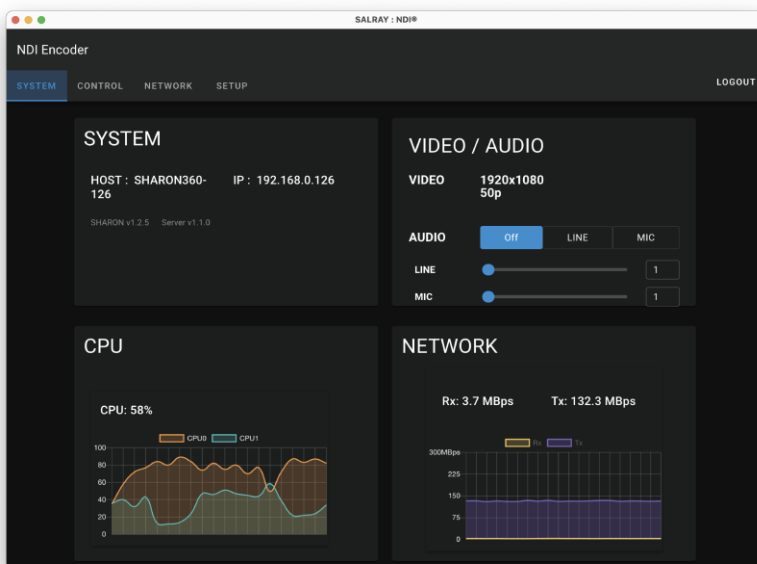 SALRAY : NDI®
NDI Encoder
SYSTEM CONTROL NETWORK SETUP LOGOUT
SYSTEM
HOST : SHARON360-
126
IP : 192.168.0.126
SHARON v1.2.5 Server v1.1.0
VIDEO / AUDIO
VIDEO 1920x1080
50p
AUDIO Off LINE MIC
LINE 1
MIC 1
CPU
CPU: 58%
CPU0 CPU1
100
80
60
40
20
0
NETWORK
Rx: 3.7 MBps Tx: 132.3 MBps
Rx Tx
300MBps
225
150
75
0